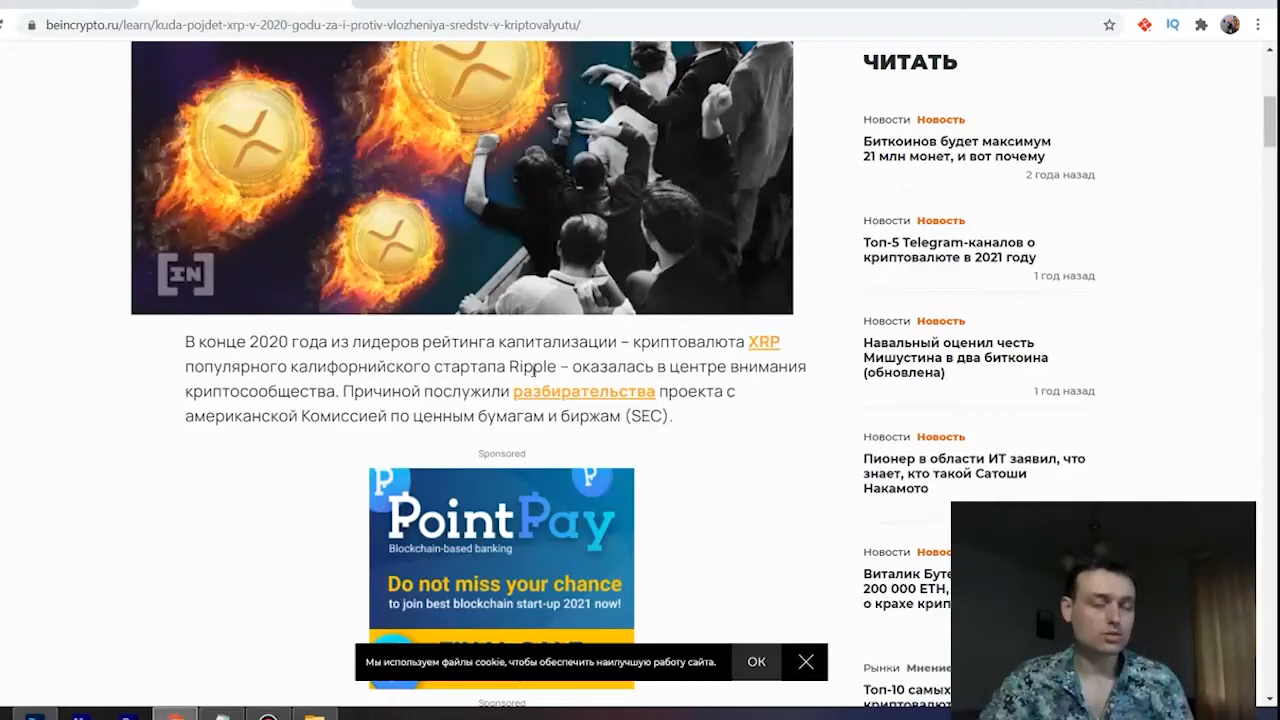 beincrypto.ru/learn/kuda-pojdet-xrp-v-2020-godu-za-i-protiv-vlozheniya-sredstv-v-kriptovalyutu/
IQ
[IN]
В конце 2020 года из лидеров рейтинга капитализации – криптовалюта XRP
популярного калифорнийского стартапа Ripple – оказалась в центре внимания
криптосообщества. Причиной послужили разбирательства проекта с
американской Комиссией по ценным бумагам и биржам (SEC).
Sponsored
PointPay
Blockchain-based banking
Do not miss your chance
to join best blockchain start-up 2021 now!
Мы используем файлы cookie, чтобы обеспечить наилучшую работу сайта.
ОК
Sponsored
ЧИТАТЬ
Новости Новость
Биткоинов будет максимум
21 млн монет, и вот почему
2 года назад
Новости Новость
Топ-5 Telegram-каналов о
криптовалюте в 2021 году
1 год назад
Новости Новость
Навальный оценил честь
Мишустина в два биткоина
(обновлена)
1 год назад
Новости Новость
Пионер в области ИТ заявил, что
знает, кто такой Сатоши
Накамото
Новости Новос
Виталик Буте
200 000 ETH,
о крахе крип
Рынки Мнение
Топ-10 самых